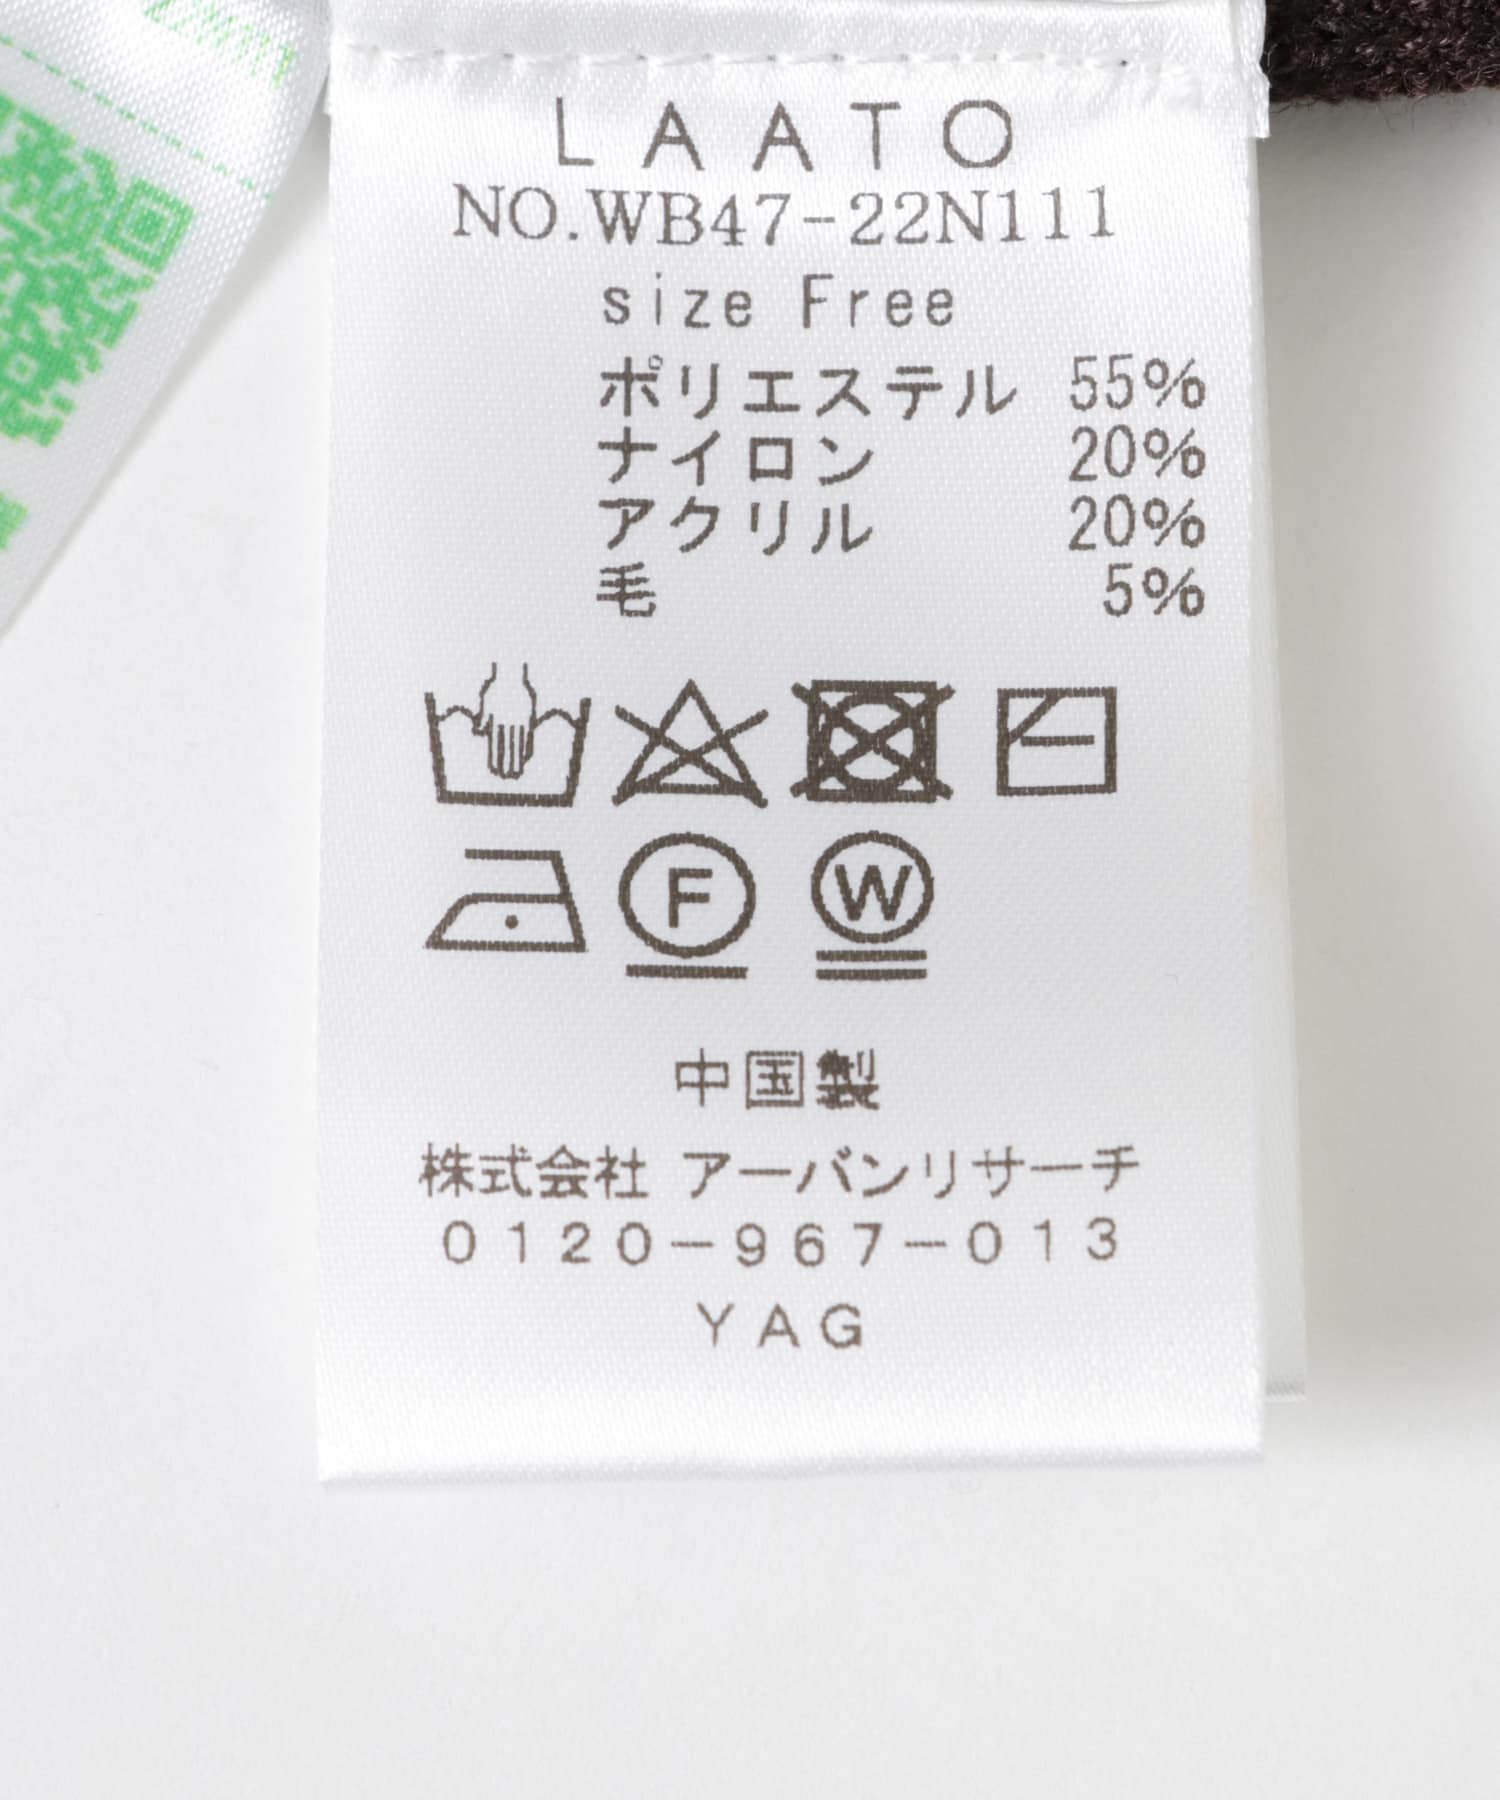 LAATO
NO.WB47-22N111
size Free
ポリエステル 55%
ナイロン 20%
アクリル 20%
毛 5%
F W
中国製
株式会社 アーバンリサーチ
0120-967-013
YAG